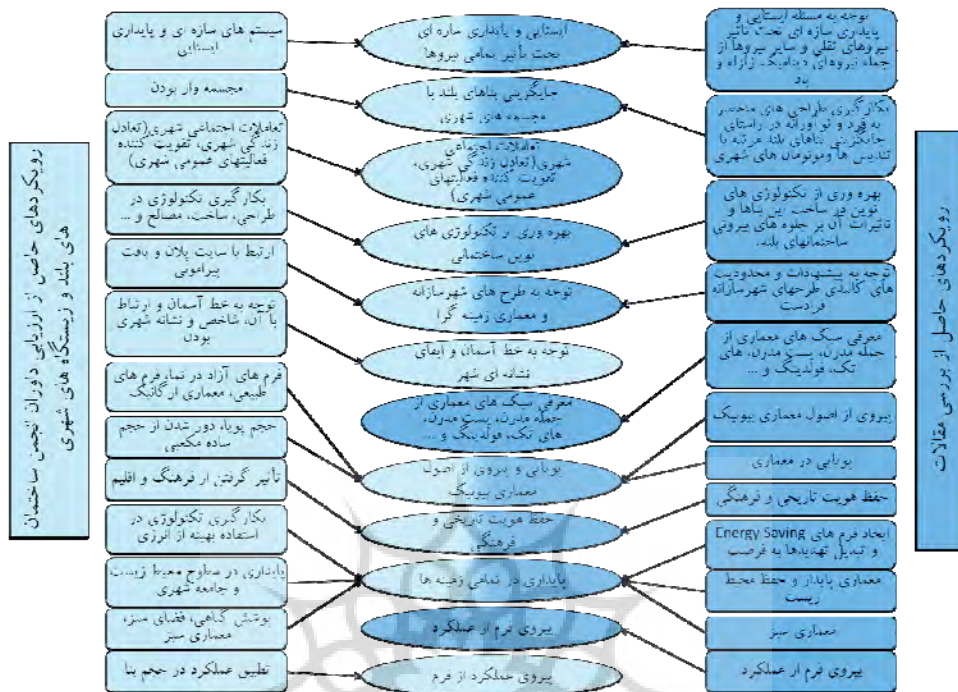 رویکردهای حاصل از بررسی مقالات
توجه به مسئله ایستایی و
پایداری سازه ای تحت تاثیر
نیروهای ثقلی و سایر نیروها از
جمله نیروهای دینامیک زلزله و
باد
بکارگیری طراحی های منحصر
به فرد و نوآورانه در راستای
جایگزینی بناهای بلند مرتبه با
تندیس ها ومونومان های شهری
بهره وری از تکنولوژی های
نوین در ساخت این بناها و
تاثیرات آن بر جلوه های بیرونی
ساختمانهای بلند.
توجه به پیشنهادات و محدودیت
های کالبدی طرحهای شهرسازانه
فرادست
معرفی سبک های معماری از
جمله مدرن، پست مدرن، های
تک، فولدینگ و ...
پیروی از اصول معماری بیونیک
پویایی در معماری
حفظ هویت تاریخی و فرهنگی
ایجاد فرم های Energy Saving
و تبدیل تهدیدها به فرصت
معماری پایدار و حفظ محیط
زیست
معماری سبز
پیروی فرم از عملکرد
ایستایی و پایداری سازه ای
تحت تأثیر تمامی نیروها
جایگزینی بناهای بلند با
مجسمه های شهری
تعاملات اجتماعی
شهری(تعادل زندگی شهری،
تقویت کننده فعالیتهای
عمومی شهری)
بهره وری از تکنولوژی های
نوین ساختمانی
توجه به طرح های شهرسازانه
و معماری زمینه گرا
توجه به خط آسمان و ایفای
نشانه ای شهر
معرفی سبک های معماری از
جمله مدرن، پست مدرن،
های تک، فولدینگ و ...
پویایی و پیروی از اصول
معماری بیونیک
حفظ هویت تاریخی و
فرهنگی
پایداری در تمامی زمینه ها
پیروی فرم از عملکرد
پیروی عملکرد از فرم
سیستم های سازه ای و پایداری
ایستایی
مجسمه وار بودن
تعاملات اجتماعی شهری(تعادل
زندگی شهری، تقویت کننده
فعالیتهای عمومی شهری)
بکارگیری تکنولوژی در
طراحی، ساخت، مصالح و ...
ارتبط با سایت پلان و بافت
پیرامونی
توجه به خط آسمان و ارتباط
با آن، شاخص و نشانه شهری
بودن
فرم های آزاد در نما، فرم های
طبیعی، معماری ارگانیک
حجم پویا، دور شدن از حجم
ساده مکعبی
تأثیر گرفتن از فرهنگ و اقلیم
بکارگیری تکنولوژی در
استفاده بهینه از انرژی
پایداری در سطوح محیط زیست
و جامعه شهری
پوشش گیاهی، فضای سبز،
معماری سبز
تطبیق عملکرد در حجم بنا
رویکردهای حاصل از ارزیابی داوران انجمن ساختمان
های بلند و زیستگاه های شهری